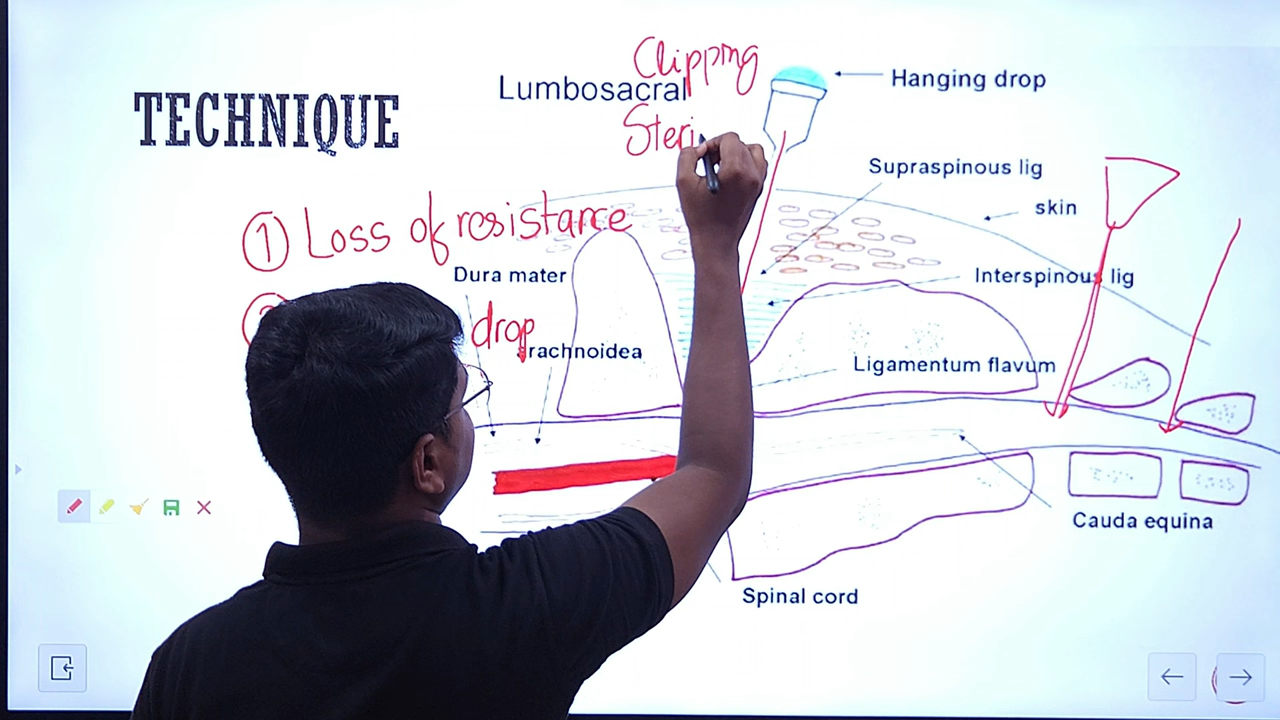 TECHNIQUE
Clipping
Lumbosacral
Steri
Hanging drop
Supraspinous lig
skin
① Loss of resistance
Dura mater
Interspinous lig
drop
rachnoidea
Ligamentum flavum
Cauda equina
Spinal cord